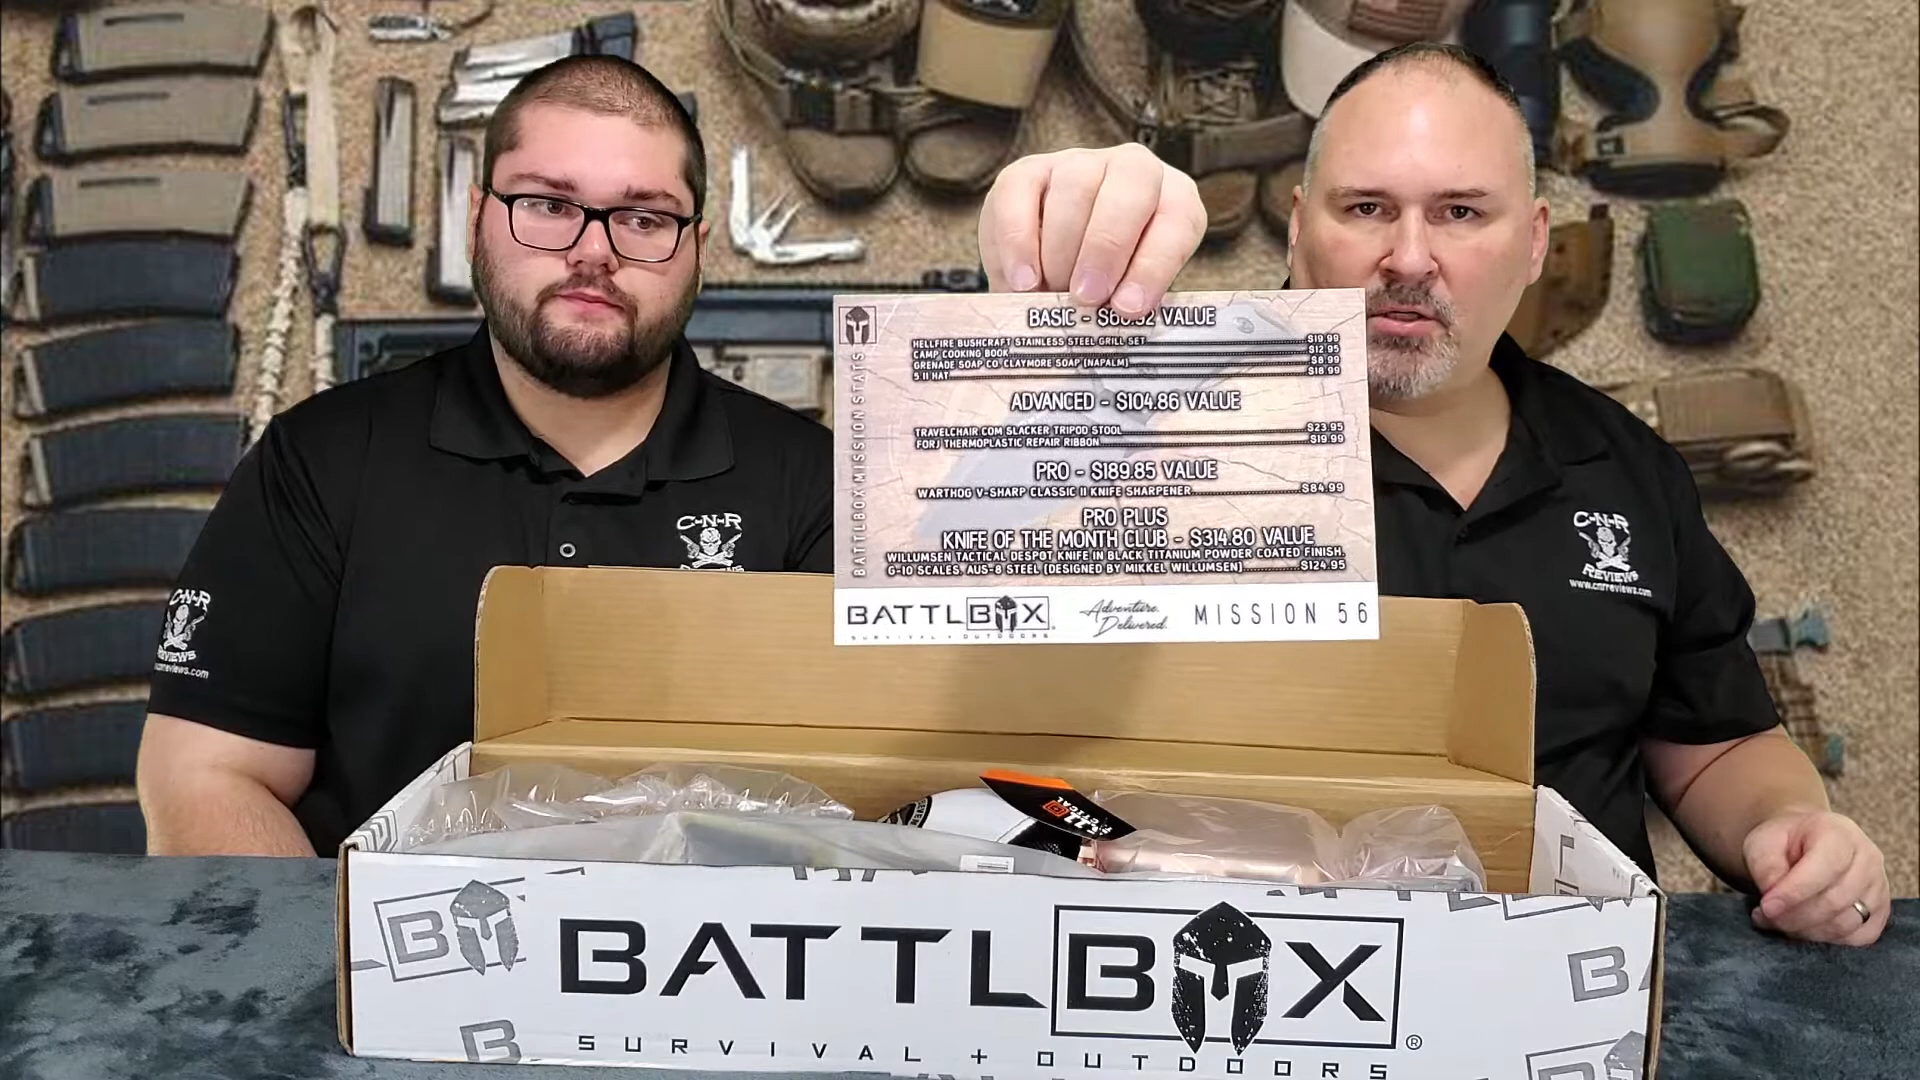 BASIC - $60.92 VALUE
HELLFIRE BUSHCRAFT STAINLESS STEEL GRILL SET $19.99
CAMP COOKING BOOK $12.95
GRENADE SOAP CO. CLAYMORE SOAP (NAPALM) $8.99
5.11 HAT $18.99
ADVANCED - $104.86 VALUE
TRAVELCHAIR.COM SLACKER TRIPOD STOOL $23.95
FORJ THERMOPLASTIC REPAIR RIBBON $19.99
PRO - $189.85 VALUE
WARTHOG V-SHARP CLASSIC II KNIFE SHARPENER $84.99
PRO PLUS
KNIFE OF THE MONTH CLUB - $314.80 VALUE
WILLUMSEN TACTICAL DESPOT KNIFE IN BLACK TITANIUM POWDER COATED FINISH.
G-10 SCALES. AUS-8 STEEL (DESIGNED BY MIKKEL WILLUMSEN) $124.95
BATTLBOX MISSION STATS
BATTLBOX
SURVIVAL + OUTDOORS
Adventure. Delivered.
MISSION 56
C-N-R
C-N-R
REVIEWS
www.cnrreviews.com
C-N-R
REVIEWS
5.11
TACTICAL
BATTLBOX®
SURVIVAL + OUTDOORS
B
B
B